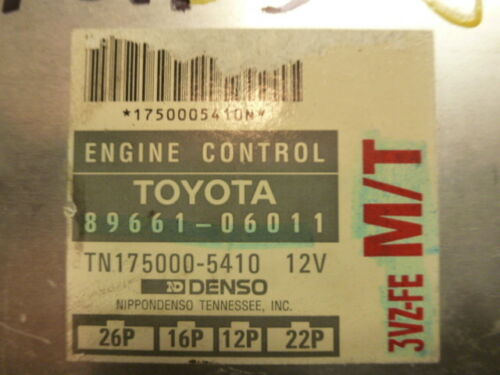 *1750005410N*
ENGINE CONTROL
TOYOTA
89661-06011
TN175000-5410 12V
ND DENSO
NIPPONDENSO TENNESSEE, INC.
26P 16P 12P 22P
3VZ-FE M/T